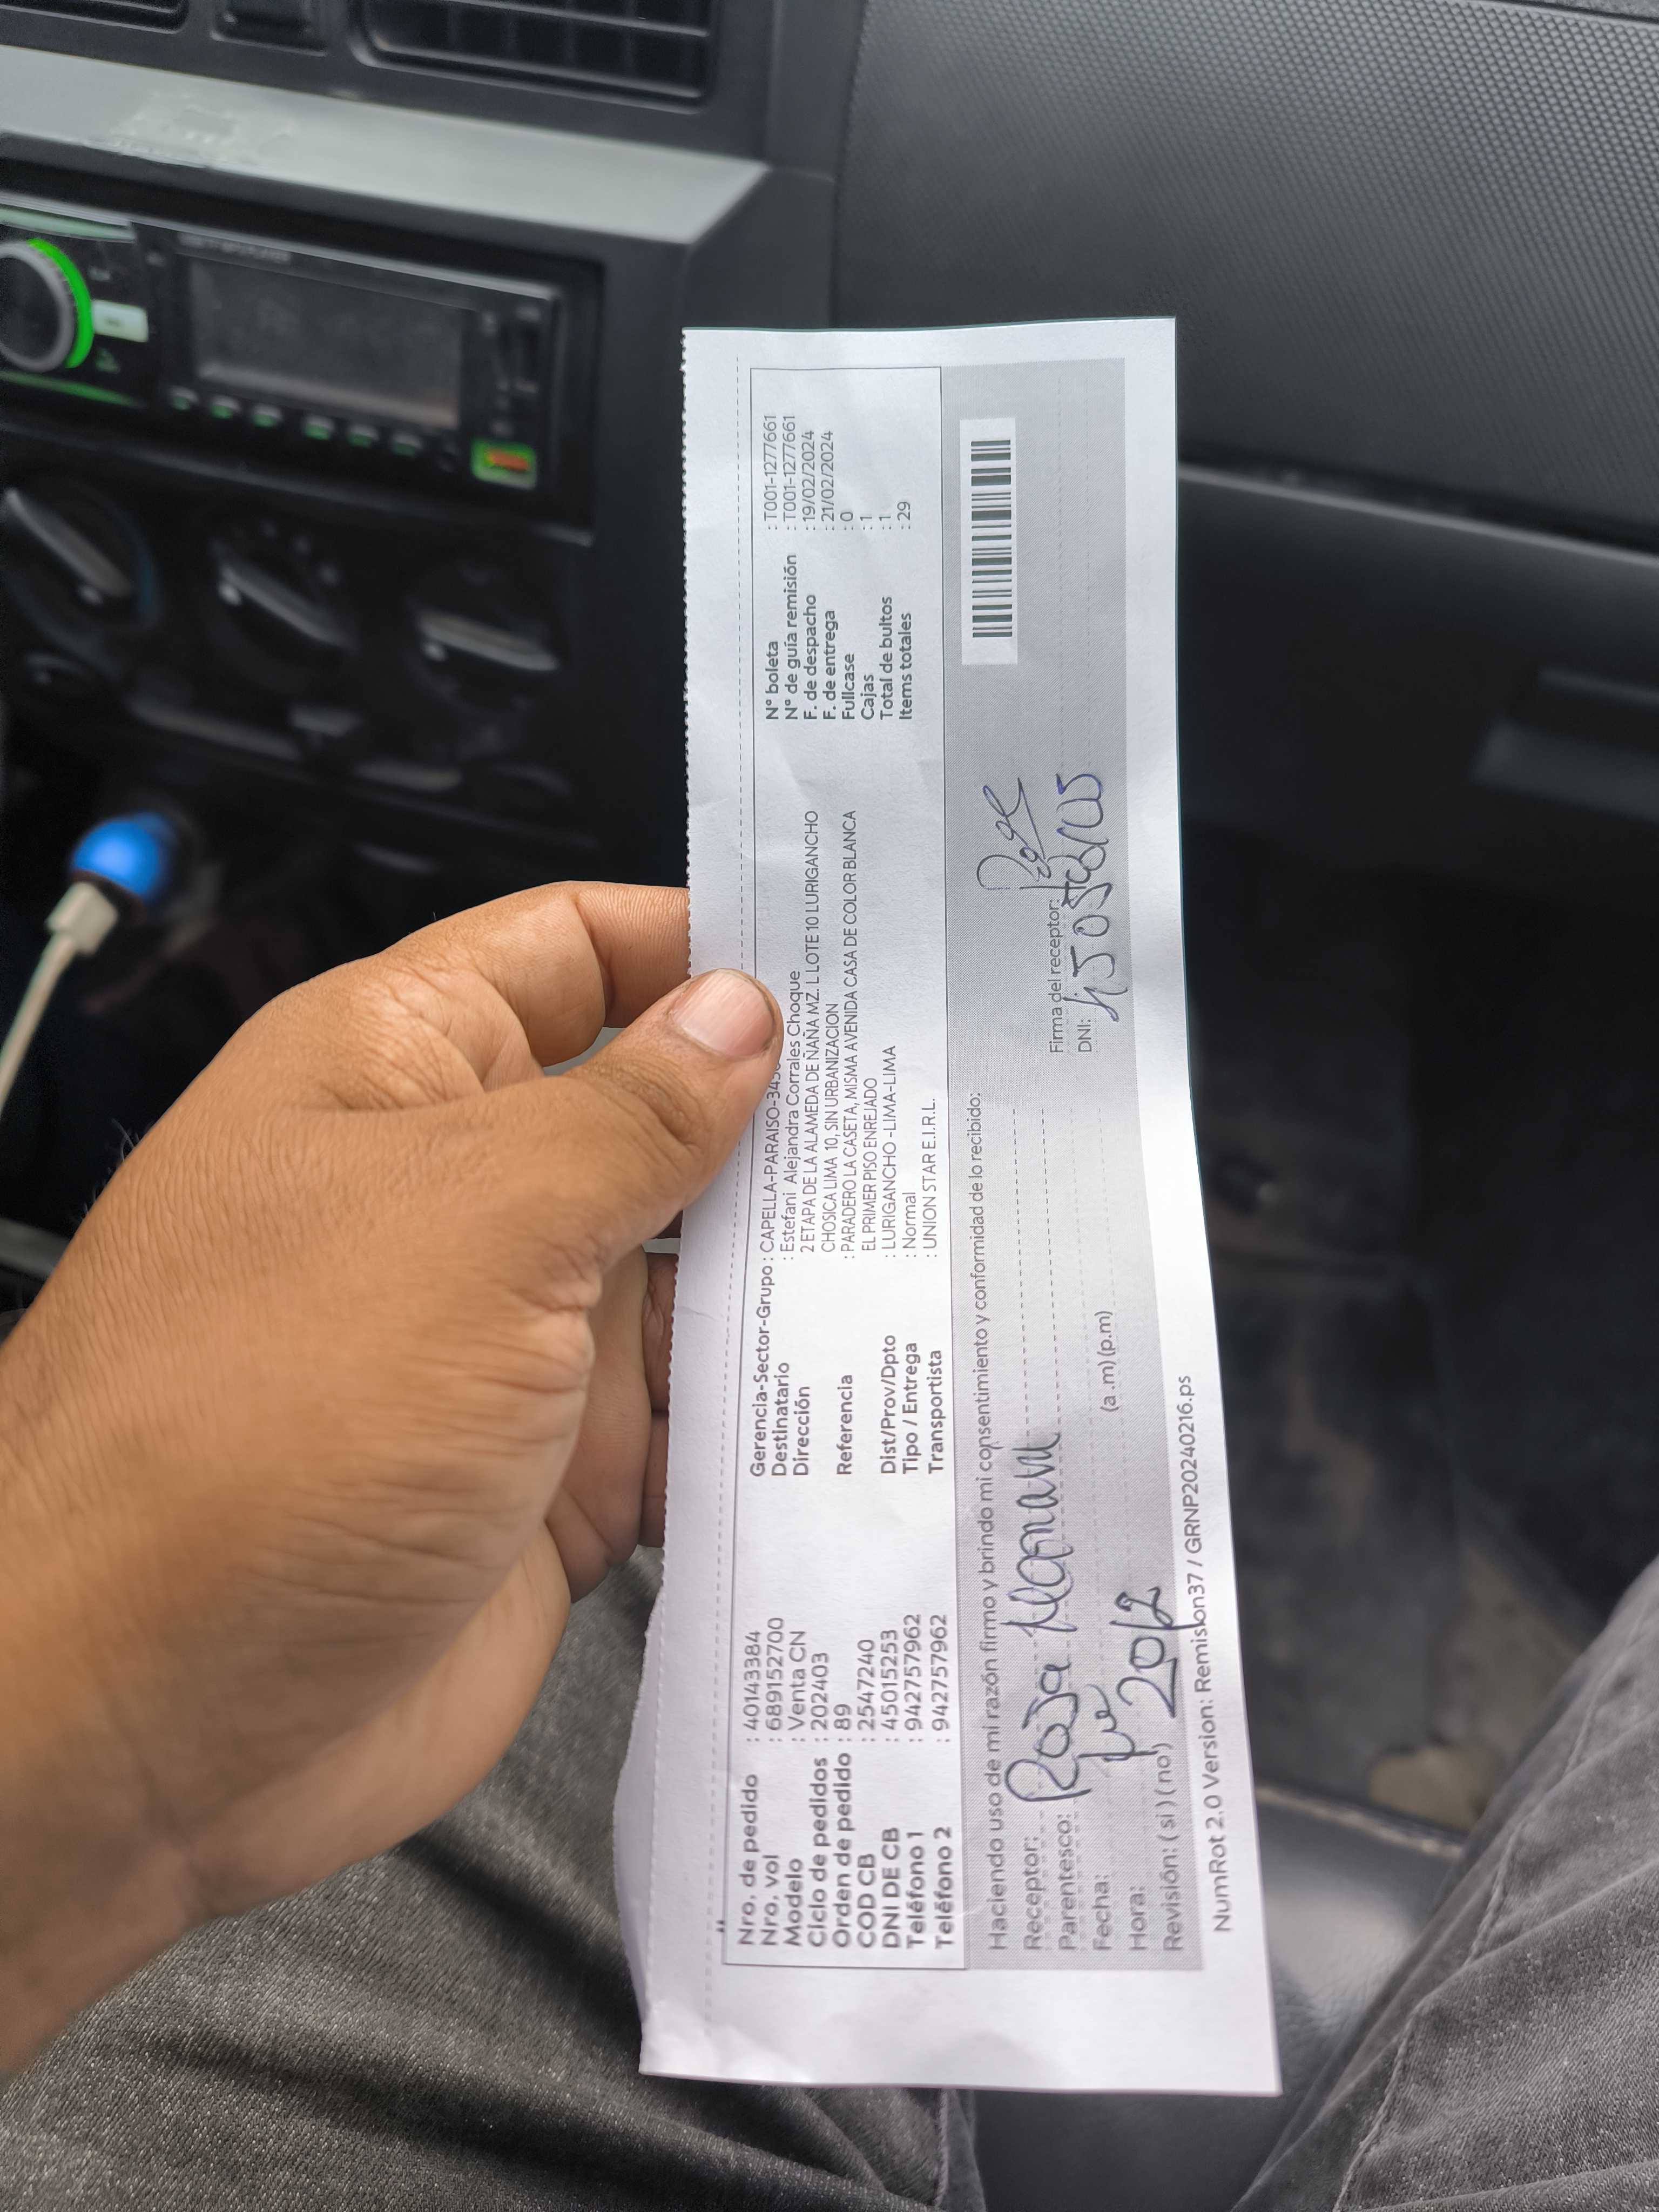 Nro. de pedido : 40143384
Nro. vol : 689152700
Modelo : Venta CN
Ciclo de pedidos : 202403
Orden de pedido : 89
COD CB : 2547240
DNI DE CB : 45015253
Teléfono 1 : 942757962
Teléfono 2 : 942757962
Gerencia-Sector-Grupo : CAPELLA-PARAISO-343
Destinatario : Estefani Alejandra Corrales Choque
Dirección 2 ETAPA DE LA ALAMEDA DE ÑAÑA MZ. L LOTE 10 LURIGANCHO
CHOSICA LIMA 10, SIN URBANIZACION
Referencia : PARADERO LA CASETA, MISMA AVENIDA CASA DE COLOR BLANCA
EL PRIMER PISO ENREJADO
Dist/Prov/Dpto : LURIGANCHO -LIMA-LIMA
Tipo / Entrega : Normal
Transportista : UNION STAR E.I.R.L.
N° boleta : T001-1277661
N° de guía remisión : T001-1277661
F. de despacho : 19/02/2024
F. de entrega : 21/02/2024
Fullcase : 0
Cajas : 1
Total de bultos : 1
Items totales : 29
Haciendo uso de mi razón firmo y brindo mi consentimiento y conformidad de lo recibido:
Receptor: Rosa Mamani
Parentesco:
Fecha: 20/2
Hora: (a .m) (p.m)
Revisión: ( si ) ( no )
Firma del receptor:
DNI:
NumRot 2.0 Version: Remision37 / GRNP20240216.ps